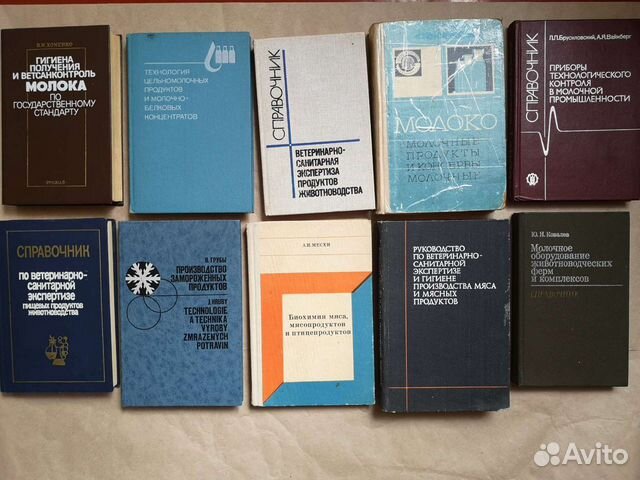 В.Н. ХОМЕНКО
ГИГИЕНА
ПОЛУЧЕНИЯ
И ВЕТСАНКОНТРОЛЬ
МОЛОКА
ПО
ГОСУДАРСТВЕННОМУ
СТАНДАРТУ
ТЕХНОЛОГИЯ
ЦЕЛЬНОМОЛОЧНЫХ
ПРОДУКТОВ
И МОЛОЧНО-
БЕЛКОВЫХ
КОНЦЕНТРАТОВ
СПРАВОЧНИК
ВЕТЕРИНАРНО-
САНИТАРНАЯ
ЭКСПЕРТИЗА
ПРОДУКТОВ
ЖИВОТНОВОДСТВА
МОЛОКО
МОЛОЧНЫЕ
ПРОДУКТЫ
И КОНСЕРВЫ
МОЛОЧНЫЕ
Л.П.Брусиловский, А.Я.Вайнберг
СПРАВОЧНИК
ПРИБОРЫ
ТЕХНОЛОГИЧЕСКОГО
КОНТРОЛЯ
В МОЛОЧНОЙ
ПРОМЫШЛЕННОСТИ
СПРАВОЧНИК
ПО ВЕТЕРИНАРНО-
САНИТАРНОЙ
ЭКСПЕРТИЗЕ
ПИЩЕВЫХ ПРОДУКТОВ
ЖИВОТНОВОДСТВА
Я. ГРУБЫ
ПРОИЗВОДСТВО
ЗАМОРОЖЕННЫХ
ПРОДУКТОВ
J. HRUBÝ
TECHNOLOGIE
A TECHNIKA
VÝROBY
ZMRAZENÝCH
POTRAVIN
А.И.МЕСХИ
Биохимия мяса,
мясопродуктов
и птицепродуктов
РУКОВОДСТВО
ПО ВЕТЕРИНАРНО-
САНИТАРНОЙ
ЭКСПЕРТИЗЕ
И ГИГИЕНЕ
ПРОИЗВОДСТВА МЯСА
И МЯСНЫХ
ПРОДУКТОВ
Ю. Н. Ковалев
Молочное
оборудование
животноводческих
ферм
и комплексов
СПРАВОЧНИК
Avito